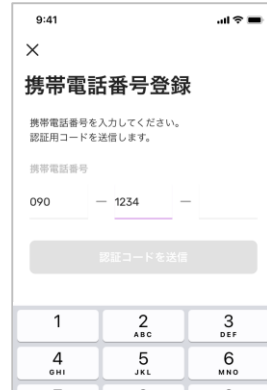 9:41
携帯電話番号登録
携帯電話番号を入力してください。
認証用コードを送信します。
携帯電話番号
090 — 1234 —
認証コードを送信
1 2 3
ABC DEF
4 5 6
GHI JKL MNO